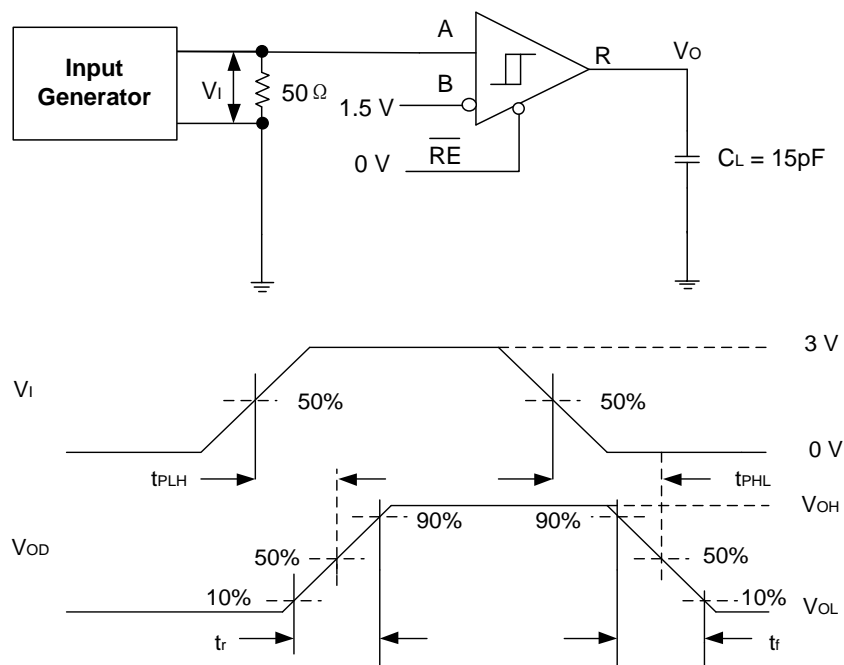 Input
Generator
VI
50 Ω
A
B
1.5 V
0 V
RE
R
VO
CL = 15pF
3 V
VI
50%
50%
0 V
tPLH
tPHL
VOH
90%
90%
VOD
50%
50%
10%
10%
VOL
tr
tf